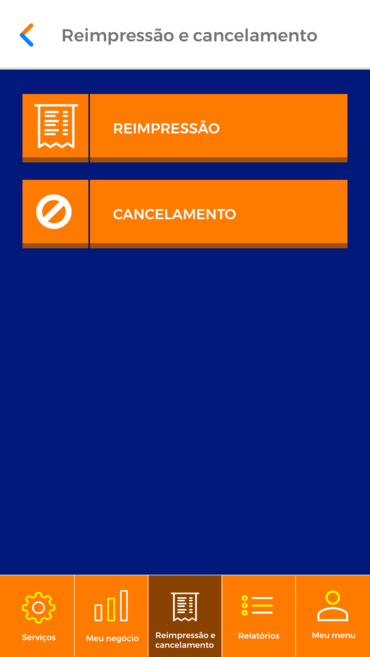 Reimpressão e cancelamento
REIMPRESSÃO
CANCELAMENTO
Serviços
Meu negócio
Reimpressão e
cancelamento
Relatórios
Meu menu